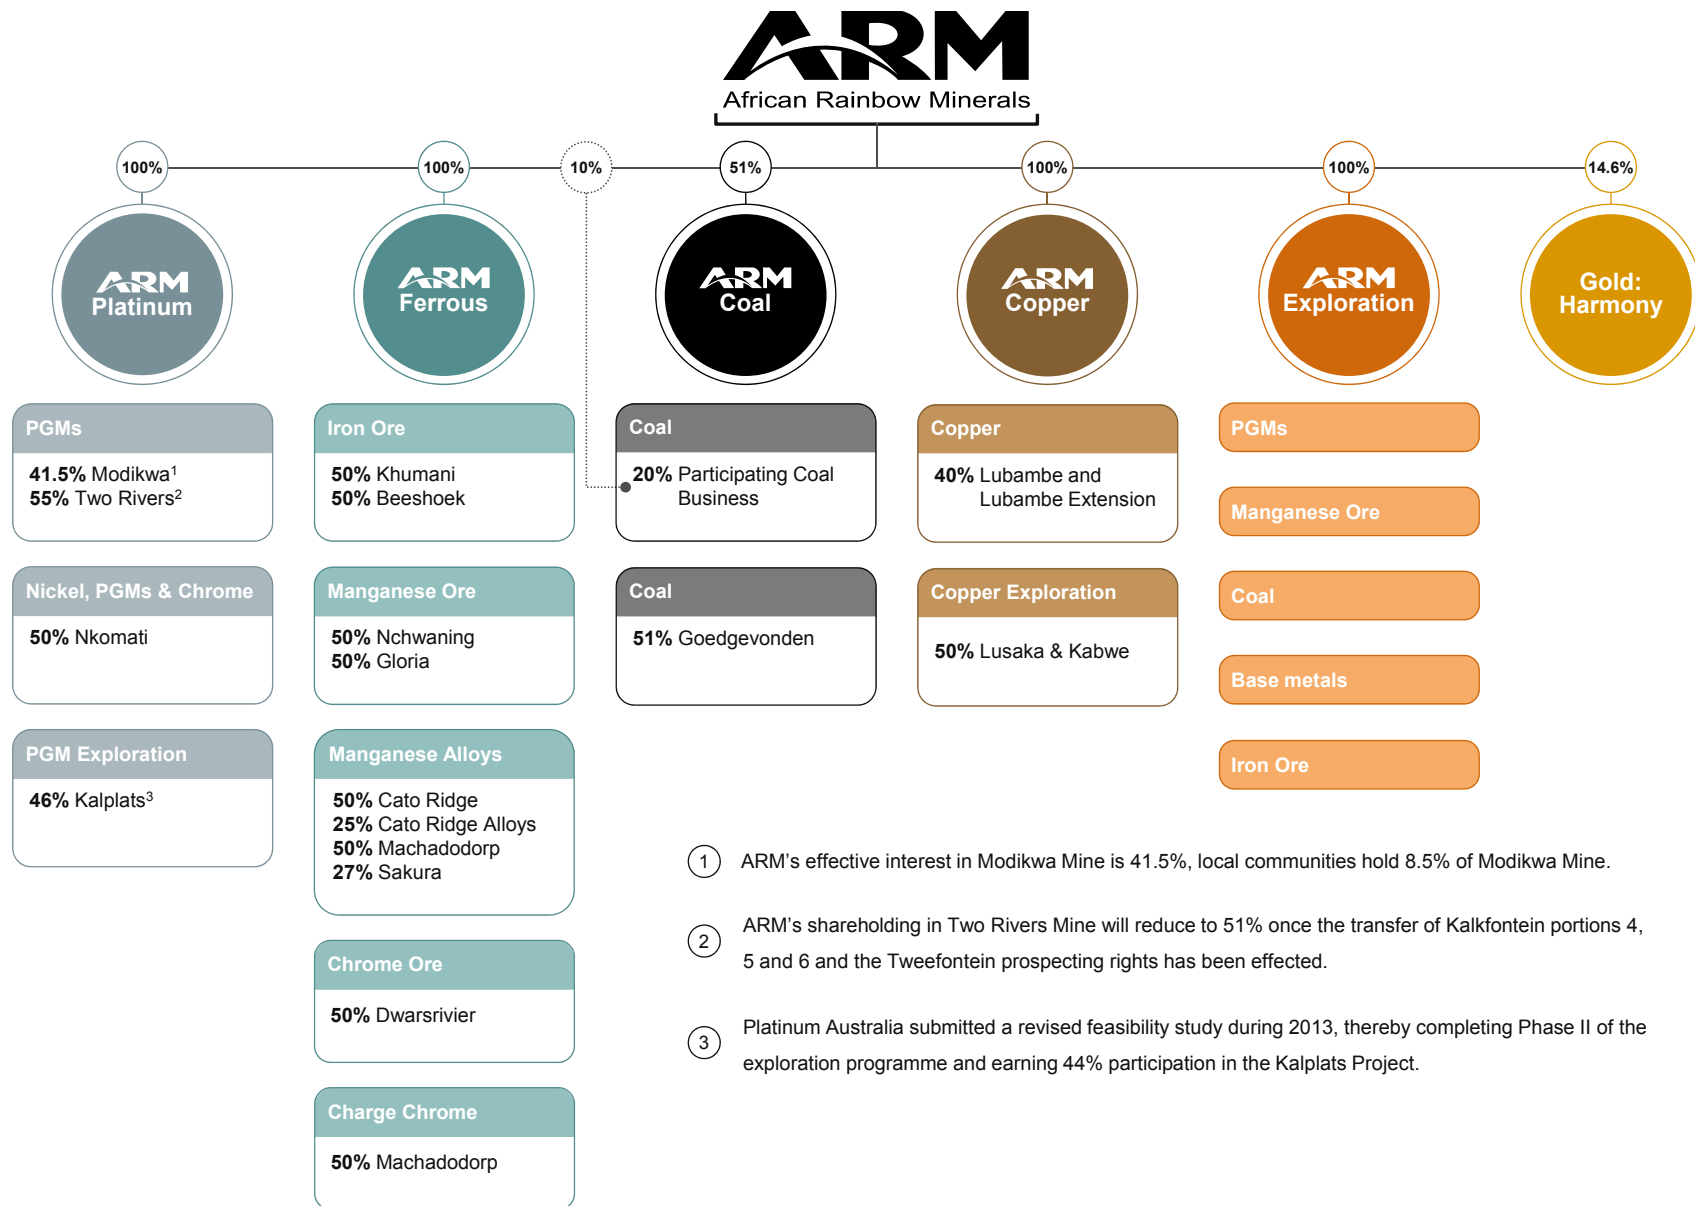 ARM
African Rainbow Minerals
100%
100%
10%
51%
100%
100%
14.6%
ARM
Platinum
ARM
Ferrous
ARM
Coal
ARM
Copper
ARM
Exploration
Gold:
Harmony
PGMs
41.5% Modikwa¹
55% Two Rivers²
Nickel, PGMs & Chrome
50% Nkomati
PGM Exploration
46% Kalplats³
Iron Ore
50% Khumani
50% Beeshoek
Manganese Ore
50% Nchwaning
50% Gloria
Manganese Alloys
50% Cato Ridge
25% Cato Ridge Alloys
50% Machadodorp
27% Sakura
Chrome Ore
50% Dwarsrivier
Charge Chrome
50% Machadodorp
Coal
20% Participating Coal
Business
Coal
51% Goedgevonden
Copper
40% Lubambe and
Lubambe Extension
Copper Exploration
50% Lusaka & Kabwe
PGMs
Manganese Ore
Coal
Base metals
Iron Ore
1 ARM’s effective interest in Modikwa Mine is 41.5%, local communities hold 8.5% of Modikwa Mine.
2 ARM’s shareholding in Two Rivers Mine will reduce to 51% once the transfer of Kalkfontein portions 4,
5 and 6 and the Tweefontein prospecting rights has been effected.
3 Platinum Australia submitted a revised feasibility study during 2013, thereby completing Phase II of the
exploration programme and earning 44% participation in the Kalplats Project.